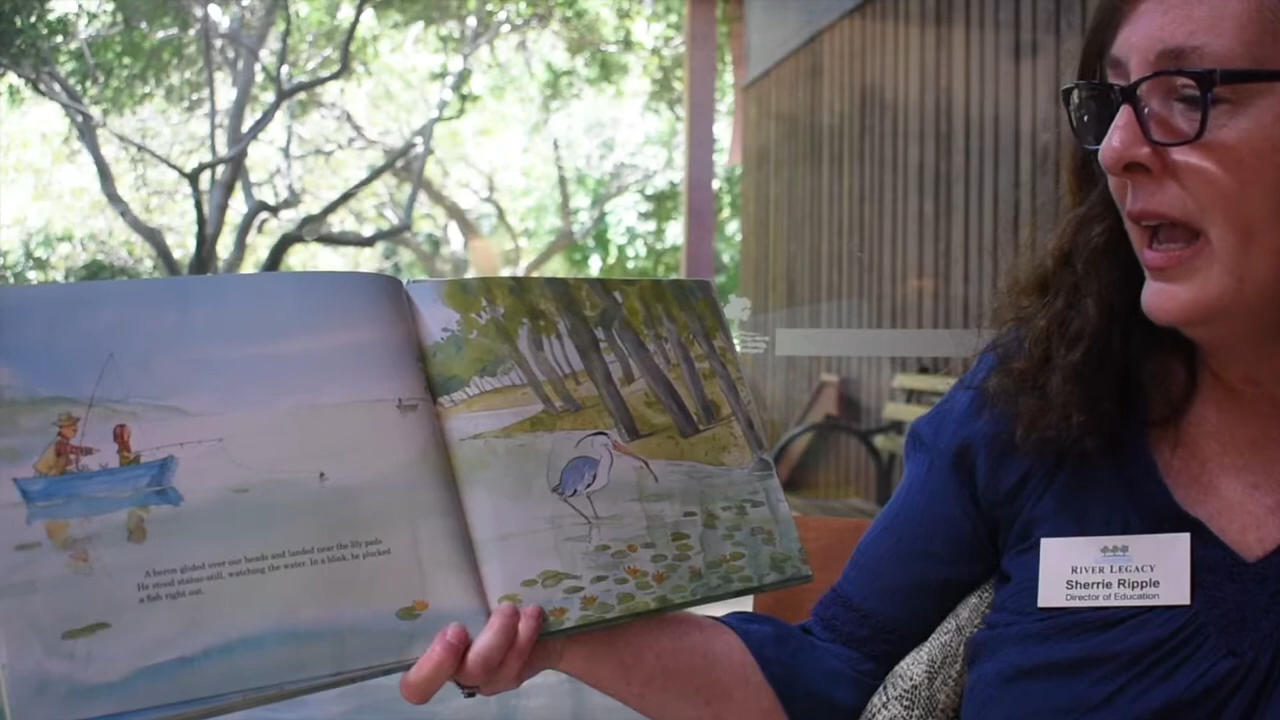 A heron glided over our heads and landed near the lily pads.
He stood statue-still, watching the water. In a blink, he plucked
a fish right out.
RIVER LEGACY
Sherrie Ripple
Director of Education